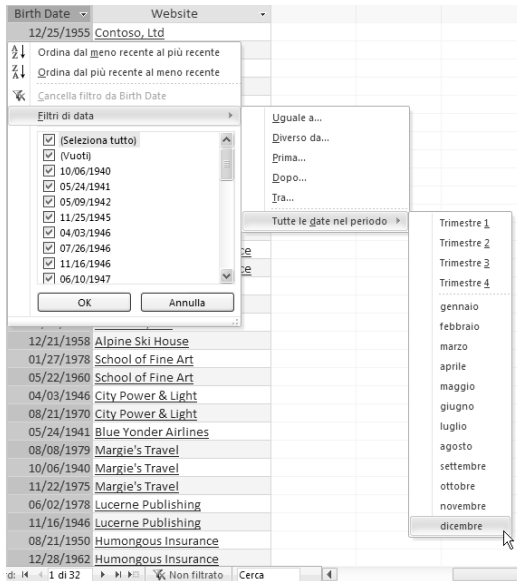 Birth Date Website
12/25/1955 Contoso, Ltd
Ordina dal meno recente al più recente
Ordina dal più recente al meno recente
Cancella filtro da Birth Date
Filtri di data
(Seleziona tutto)
(Vuoti)
10/06/1940
05/24/1941
05/09/1942
11/25/1945
04/03/1946
07/26/1946
11/16/1946
06/10/1947
OK Annulla
Uguale a...
Diverso da...
Prima...
Dopo...
Tra...
Tutte le date nel periodo
Trimestre 1
Trimestre 2
Trimestre 3
Trimestre 4
gennaio
febbraio
marzo
aprile
maggio
giugno
luglio
agosto
settembre
ottobre
novembre
dicembre
ce
ce
12/21/1958 Alpine Ski House
01/27/1978 School of Fine Art
05/22/1960 School of Fine Art
04/03/1946 City Power & Light
08/21/1970 City Power & Light
05/24/1941 Blue Yonder Airlines
08/08/1979 Margie's Travel
10/06/1940 Margie's Travel
11/22/1975 Margie's Travel
06/02/1978 Lucerne Publishing
11/16/1946 Lucerne Publishing
08/21/1950 Humongous Insurance
12/28/1962 Humongous Insurance
d: 1 di 32 Non filtrato Cerca